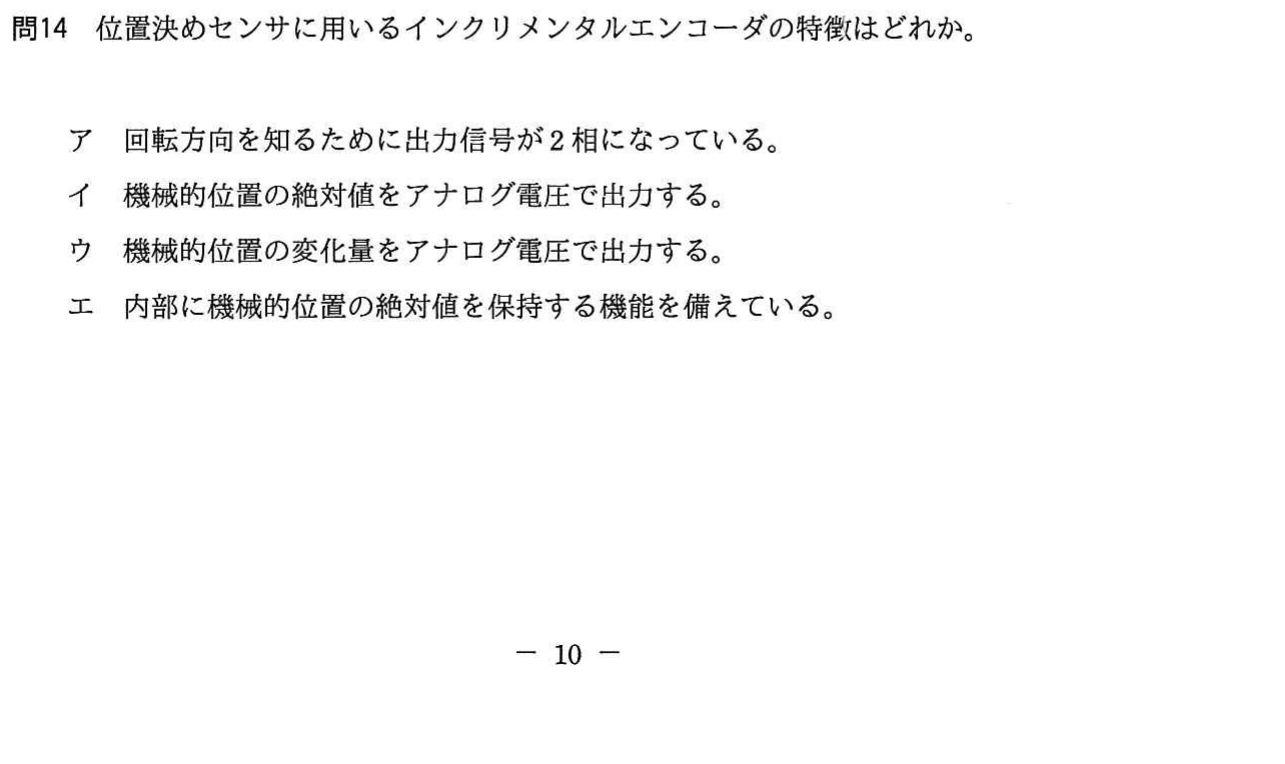 問14 位置決めセンサに用いるインクリメンタルエンコーダの特徴はどれか。
ア 回転方向を知るために出力信号が2相になっている。
イ 機械的位置の絶対値をアナログ電圧で出力する。
ウ 機械的位置の変化量をアナログ電圧で出力する。
エ 内部に機械的位置の絶対値を保持する機能を備えている。
− 10 −